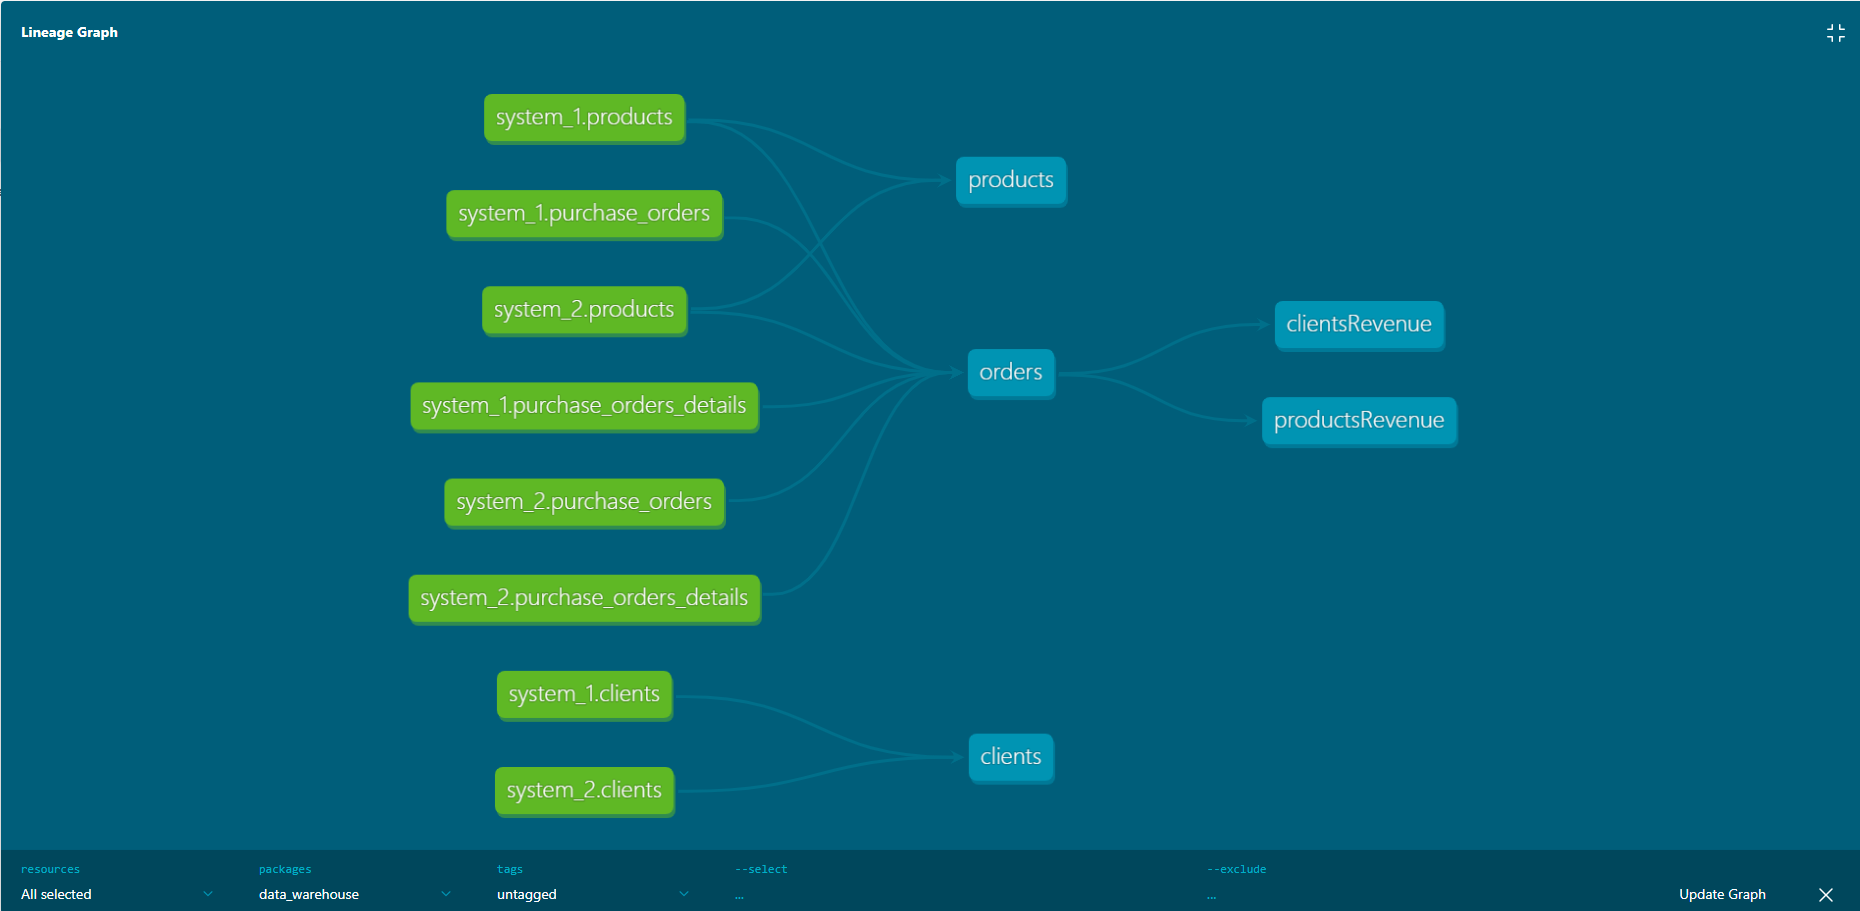 Lineage Graph
system_1.products
products
system_1.purchase_orders
system_2.products
clientsRevenue
orders
system_1.purchase_orders_details
productsRevenue
system_2.purchase_orders
system_2.purchase_orders_details
system_1.clients
clients
system_2.clients
resources packages tags --select --exclude
All selected data_warehouse untagged ... ... Update Graph